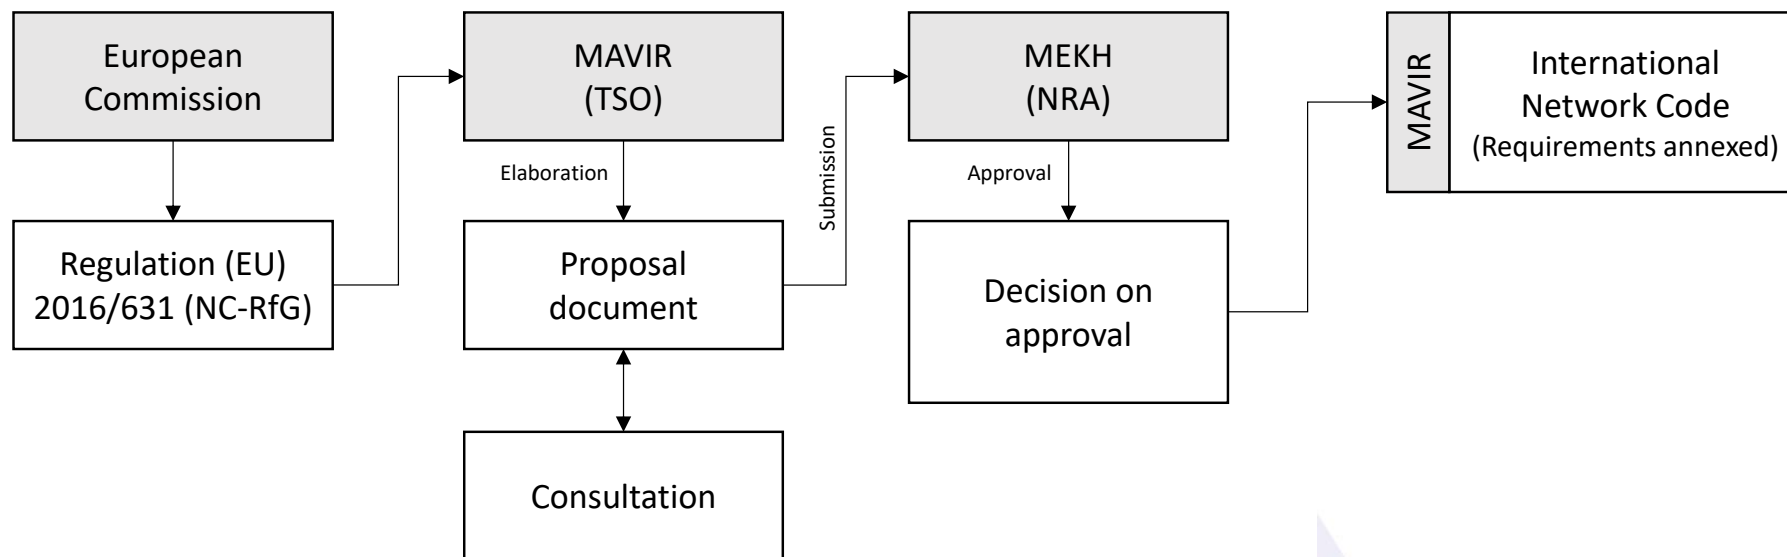 European
Commission
Regulation (EU)
2016/631 (NC-RfG)
MAVIR
(TSO)
Elaboration
Proposal
document
Consultation
Submission
MEKH
(NRA)
Approval
Decision on
approval
MAVIR
International
Network Code
(Requirements annexed)